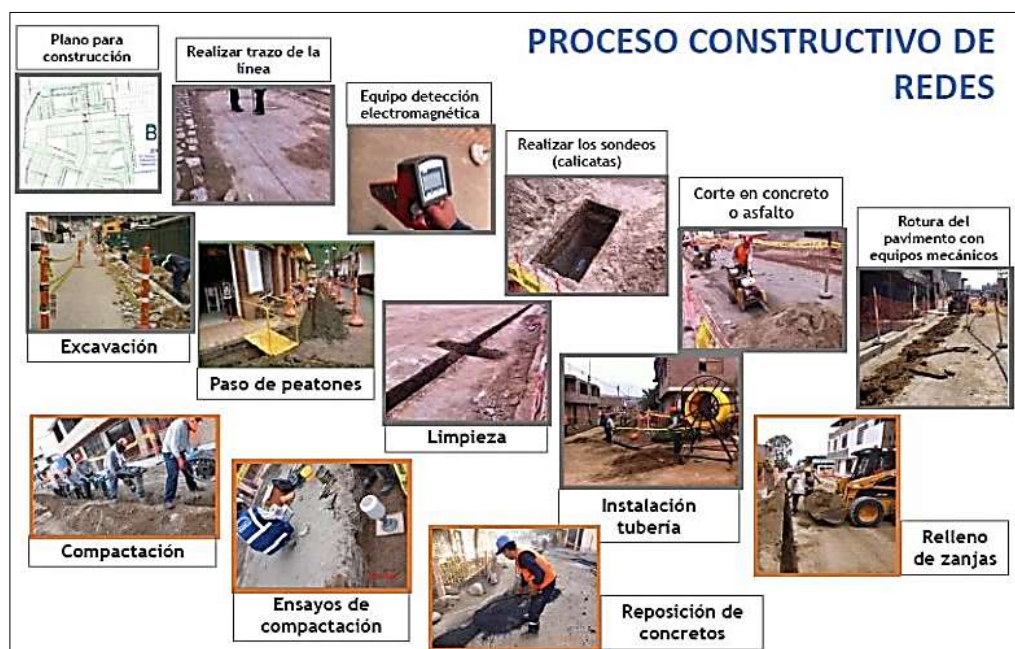 PROCESO CONSTRUCTIVO DE
REDES
Plano para
construcción
Realizar trazo de la
línea
Equipo detección
electromagnética
Realizar los sondeos
(calicatas)
Corte en concreto
o asfalto
Rotura del
pavimento con
equipos mecánicos
B
Excavación
Paso de peatones
Limpieza
Instalación
tubería
Relleno
de zanjas
Compactación
Ensayos de
compactación
Reposición de
concretos